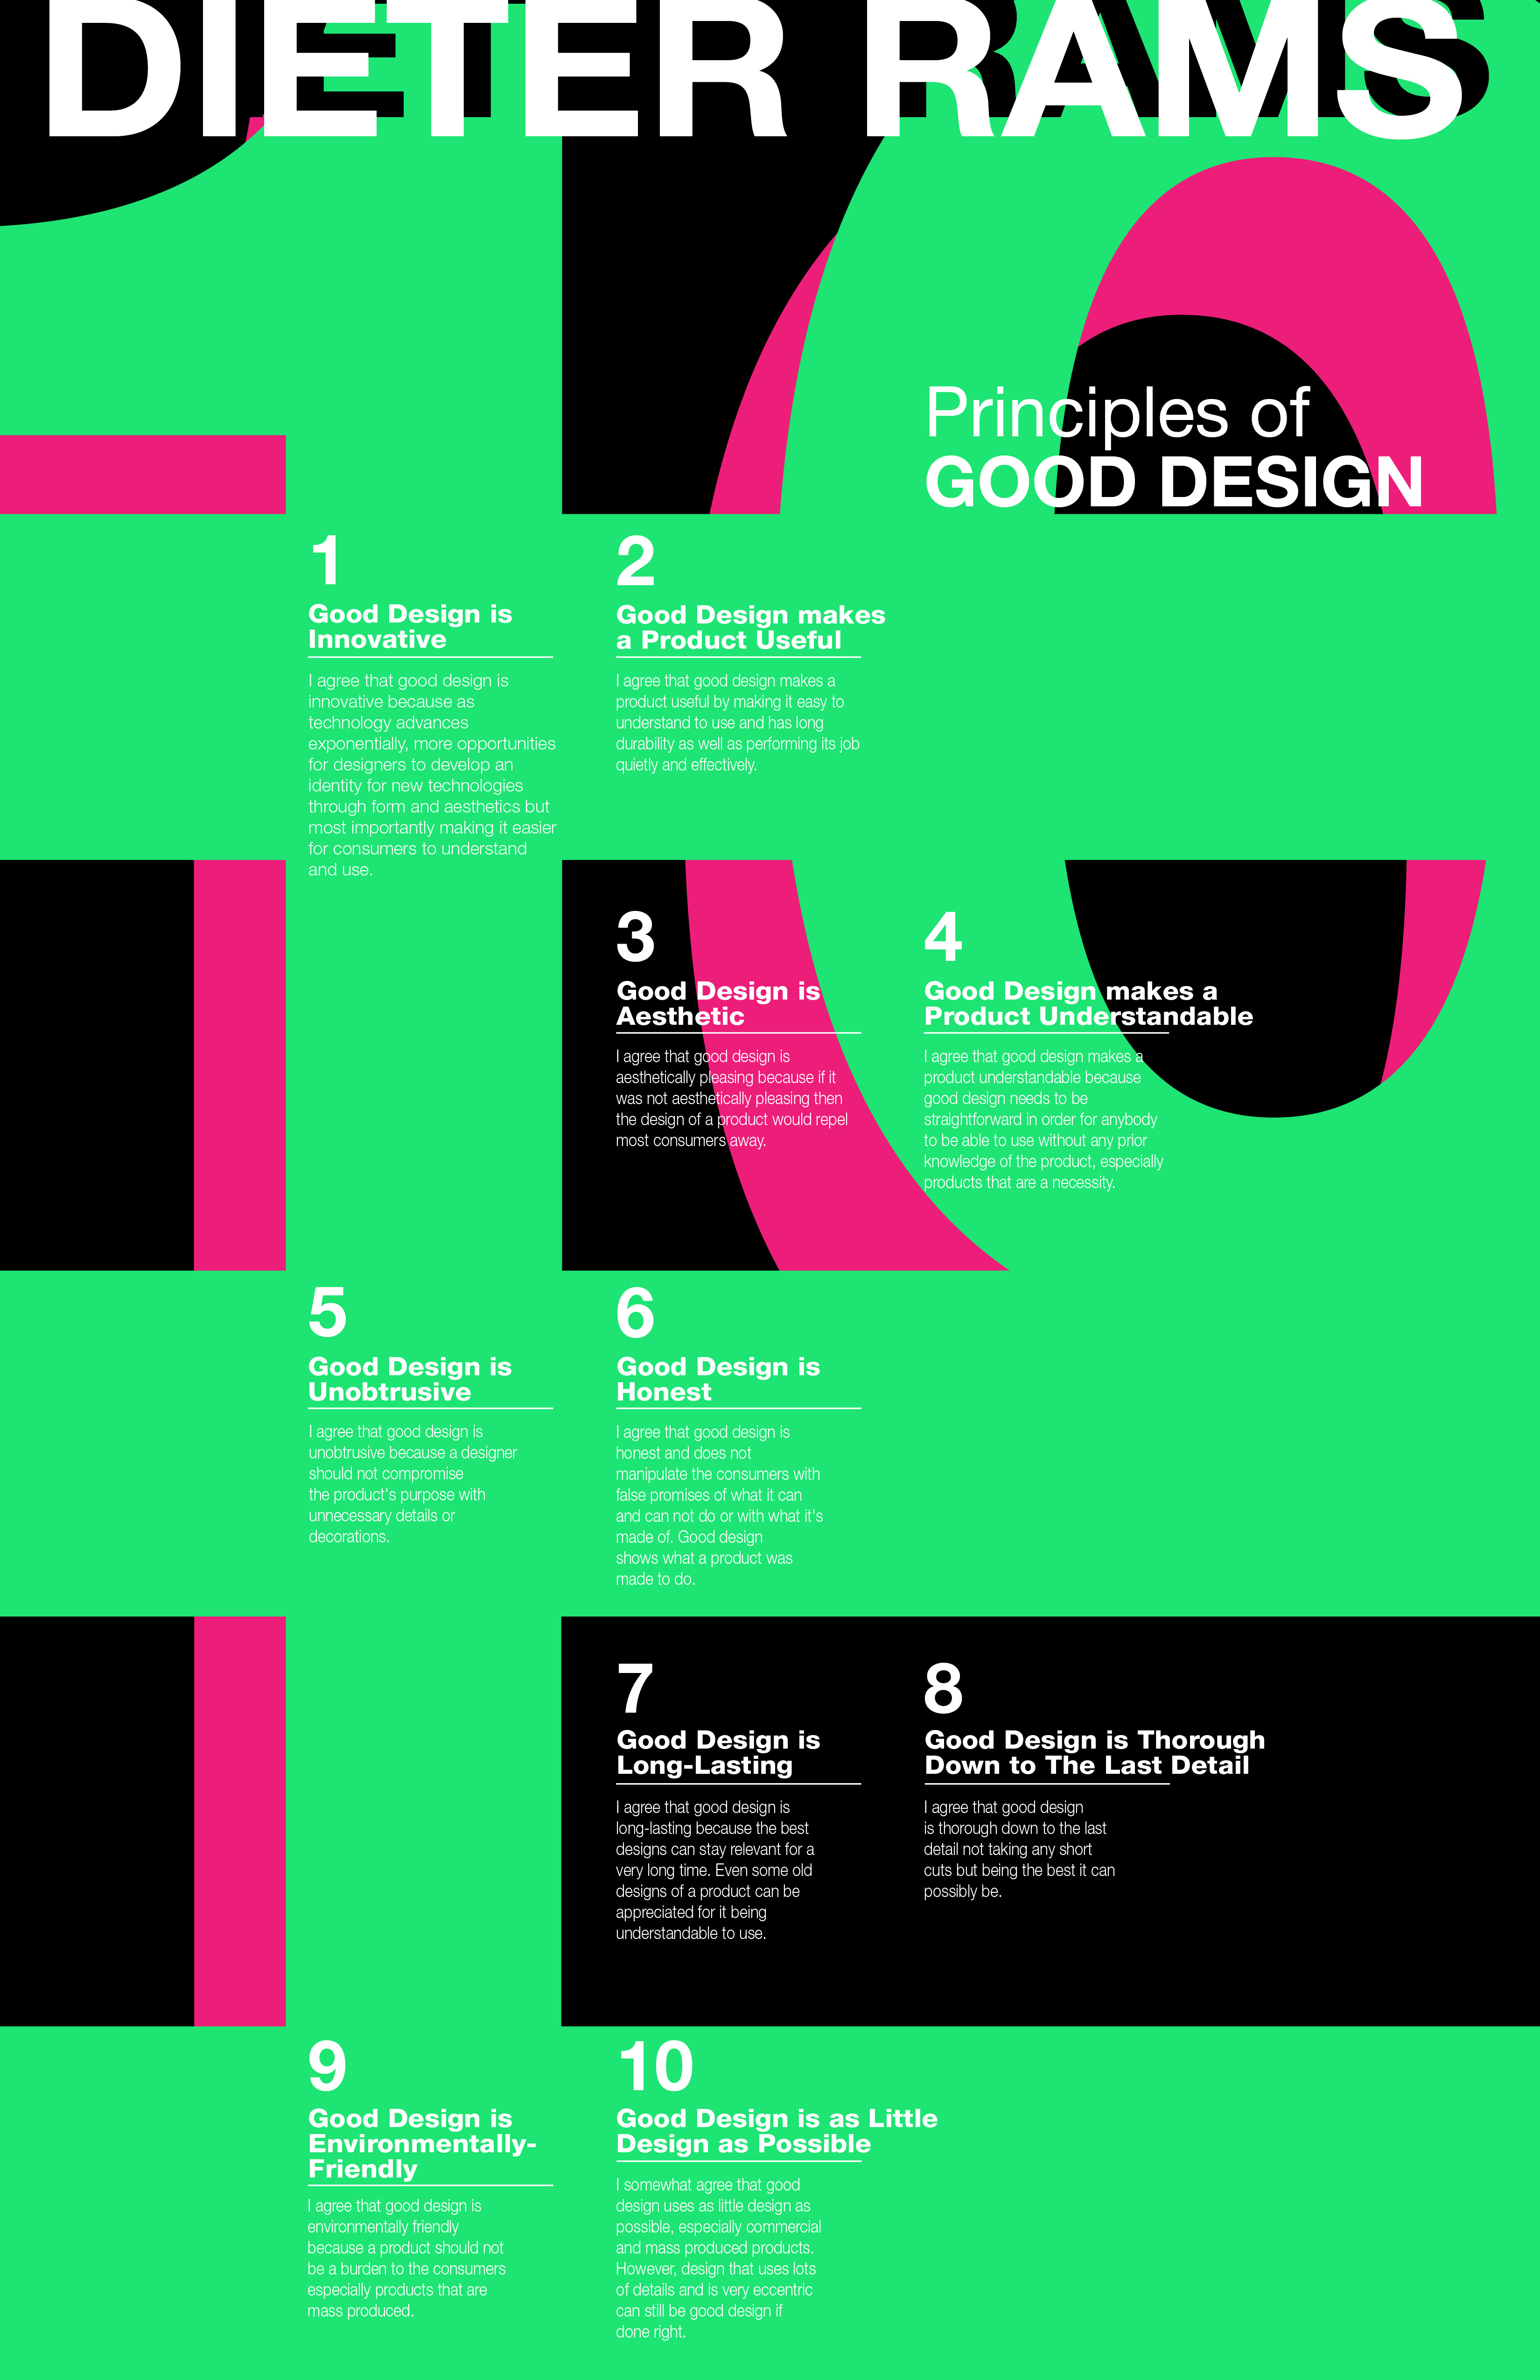 DIETER RAMS
Principles of
GOOD DESIGN
1
Good Design is
Innovative
I agree that good design is
innovative because as
technology advances
exponentially, more opportunities
for designers to develop an
identity for new technologies
through form and aesthetics but
most importantly making it easier
for consumers to understand
and use.
2
Good Design makes
a Product Useful
I agree that good design makes a
product useful by making it easy to
understand to use and has long
durability as well as performing its job
quietly and effectively.
3
Good Design is
Aesthetic
I agree that good design is
aesthetically pleasing because if it
was not aesthetically pleasing then
the design of a product would repel
most consumers away.
4
Good Design makes a
Product Understandable
I agree that good design makes a
product understandable because
good design needs to be
straightforward in order for anybody
to be able to use without any prior
knowledge of the product, especially
products that are a necessity.
5
Good Design is
Unobtrusive
I agree that good design is
unobtrusive because a designer
should not compromise
the product's purpose with
unnecessary details or
decorations.
6
Good Design is
Honest
I agree that good design is
honest and does not
manipulate the consumers with
false promises of what it can
and can not do or with what it's
made of. Good design
shows what a product was
made to do.
7
Good Design is
Long-Lasting
I agree that good design is
long-lasting because the best
designs can stay relevant for a
very long time. Even some old
designs of a product can be
appreciated for it being
understandable to use.
8
Good Design is Thorough
Down to The Last Detail
I agree that good design
is thorough down to the last
detail not taking any short
cuts but being the best it can
possibly be.
9
Good Design is
Environmentally-
Friendly
I agree that good design is
environmentally friendly
because a product should not
be a burden to the consumers
especially products that are
mass produced.
10
Good Design is as Little
Design as Possible
I somewhat agree that good
design uses as little design as
possible, especially commercial
and mass produced products.
However, design that uses lots
of details and is very eccentric
can still be good design if
done right.